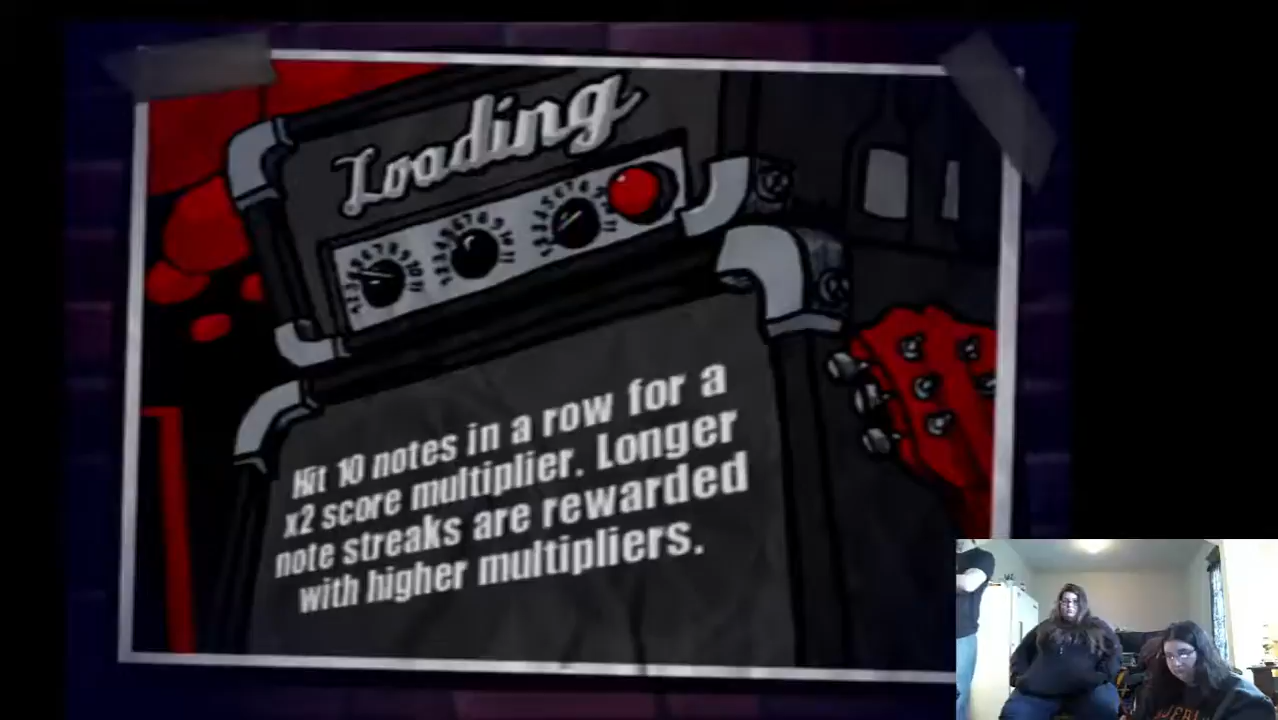 Loading
Hit 10 notes in a row for a
x2 score multiplier. Longer
note streaks are rewarded
with higher multipliers.